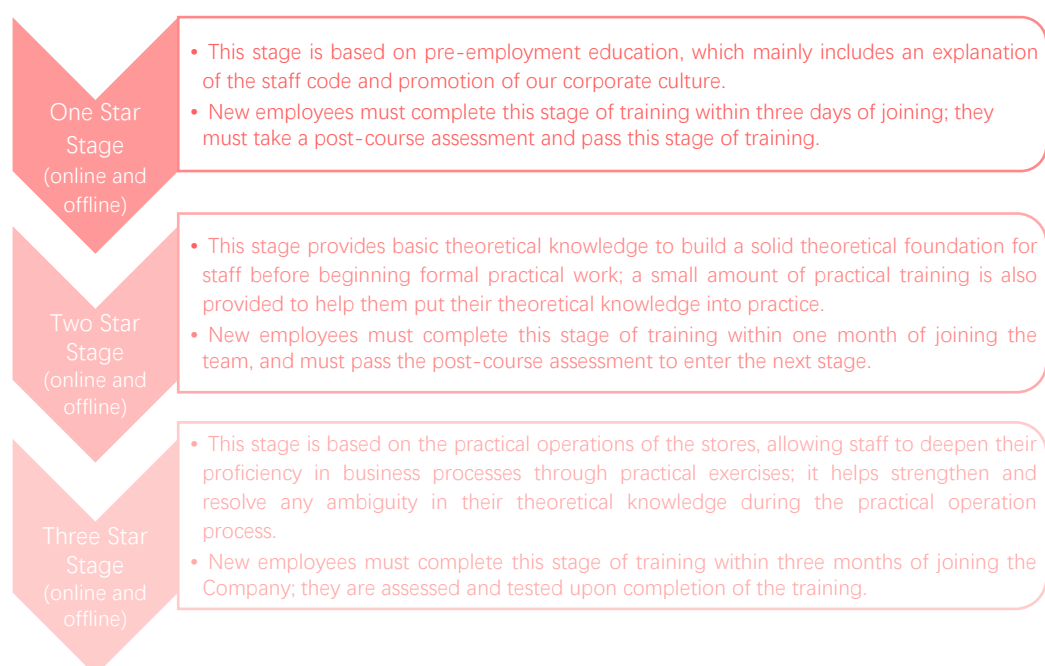 One Star
Stage
(online and
offline)
• This stage is based on pre-employment education, which mainly includes an explanation
of the staff code and promotion of our corporate culture.
• New employees must complete this stage of training within three days of joining; they
must take a post-course assessment and pass this stage of training.
Two Star
Stage
(online and
offline)
• This stage provides basic theoretical knowledge to build a solid theoretical foundation for
staff before beginning formal practical work; a small amount of practical training is also
provided to help them put their theoretical knowledge into practice.
• New employees must complete this stage of training within one month of joining the
team, and must pass the post-course assessment to enter the next stage.
Three Star
Stage
(online and
offline)
• This stage is based on the practical operations of the stores, allowing staff to deepen their
proficiency in business processes through practical exercises; it helps strengthen and
resolve any ambiguity in their theoretical knowledge during the practical operation
process.
• New employees must complete this stage of training within three months of joining the
Company; they are assessed and tested upon completion of the training.